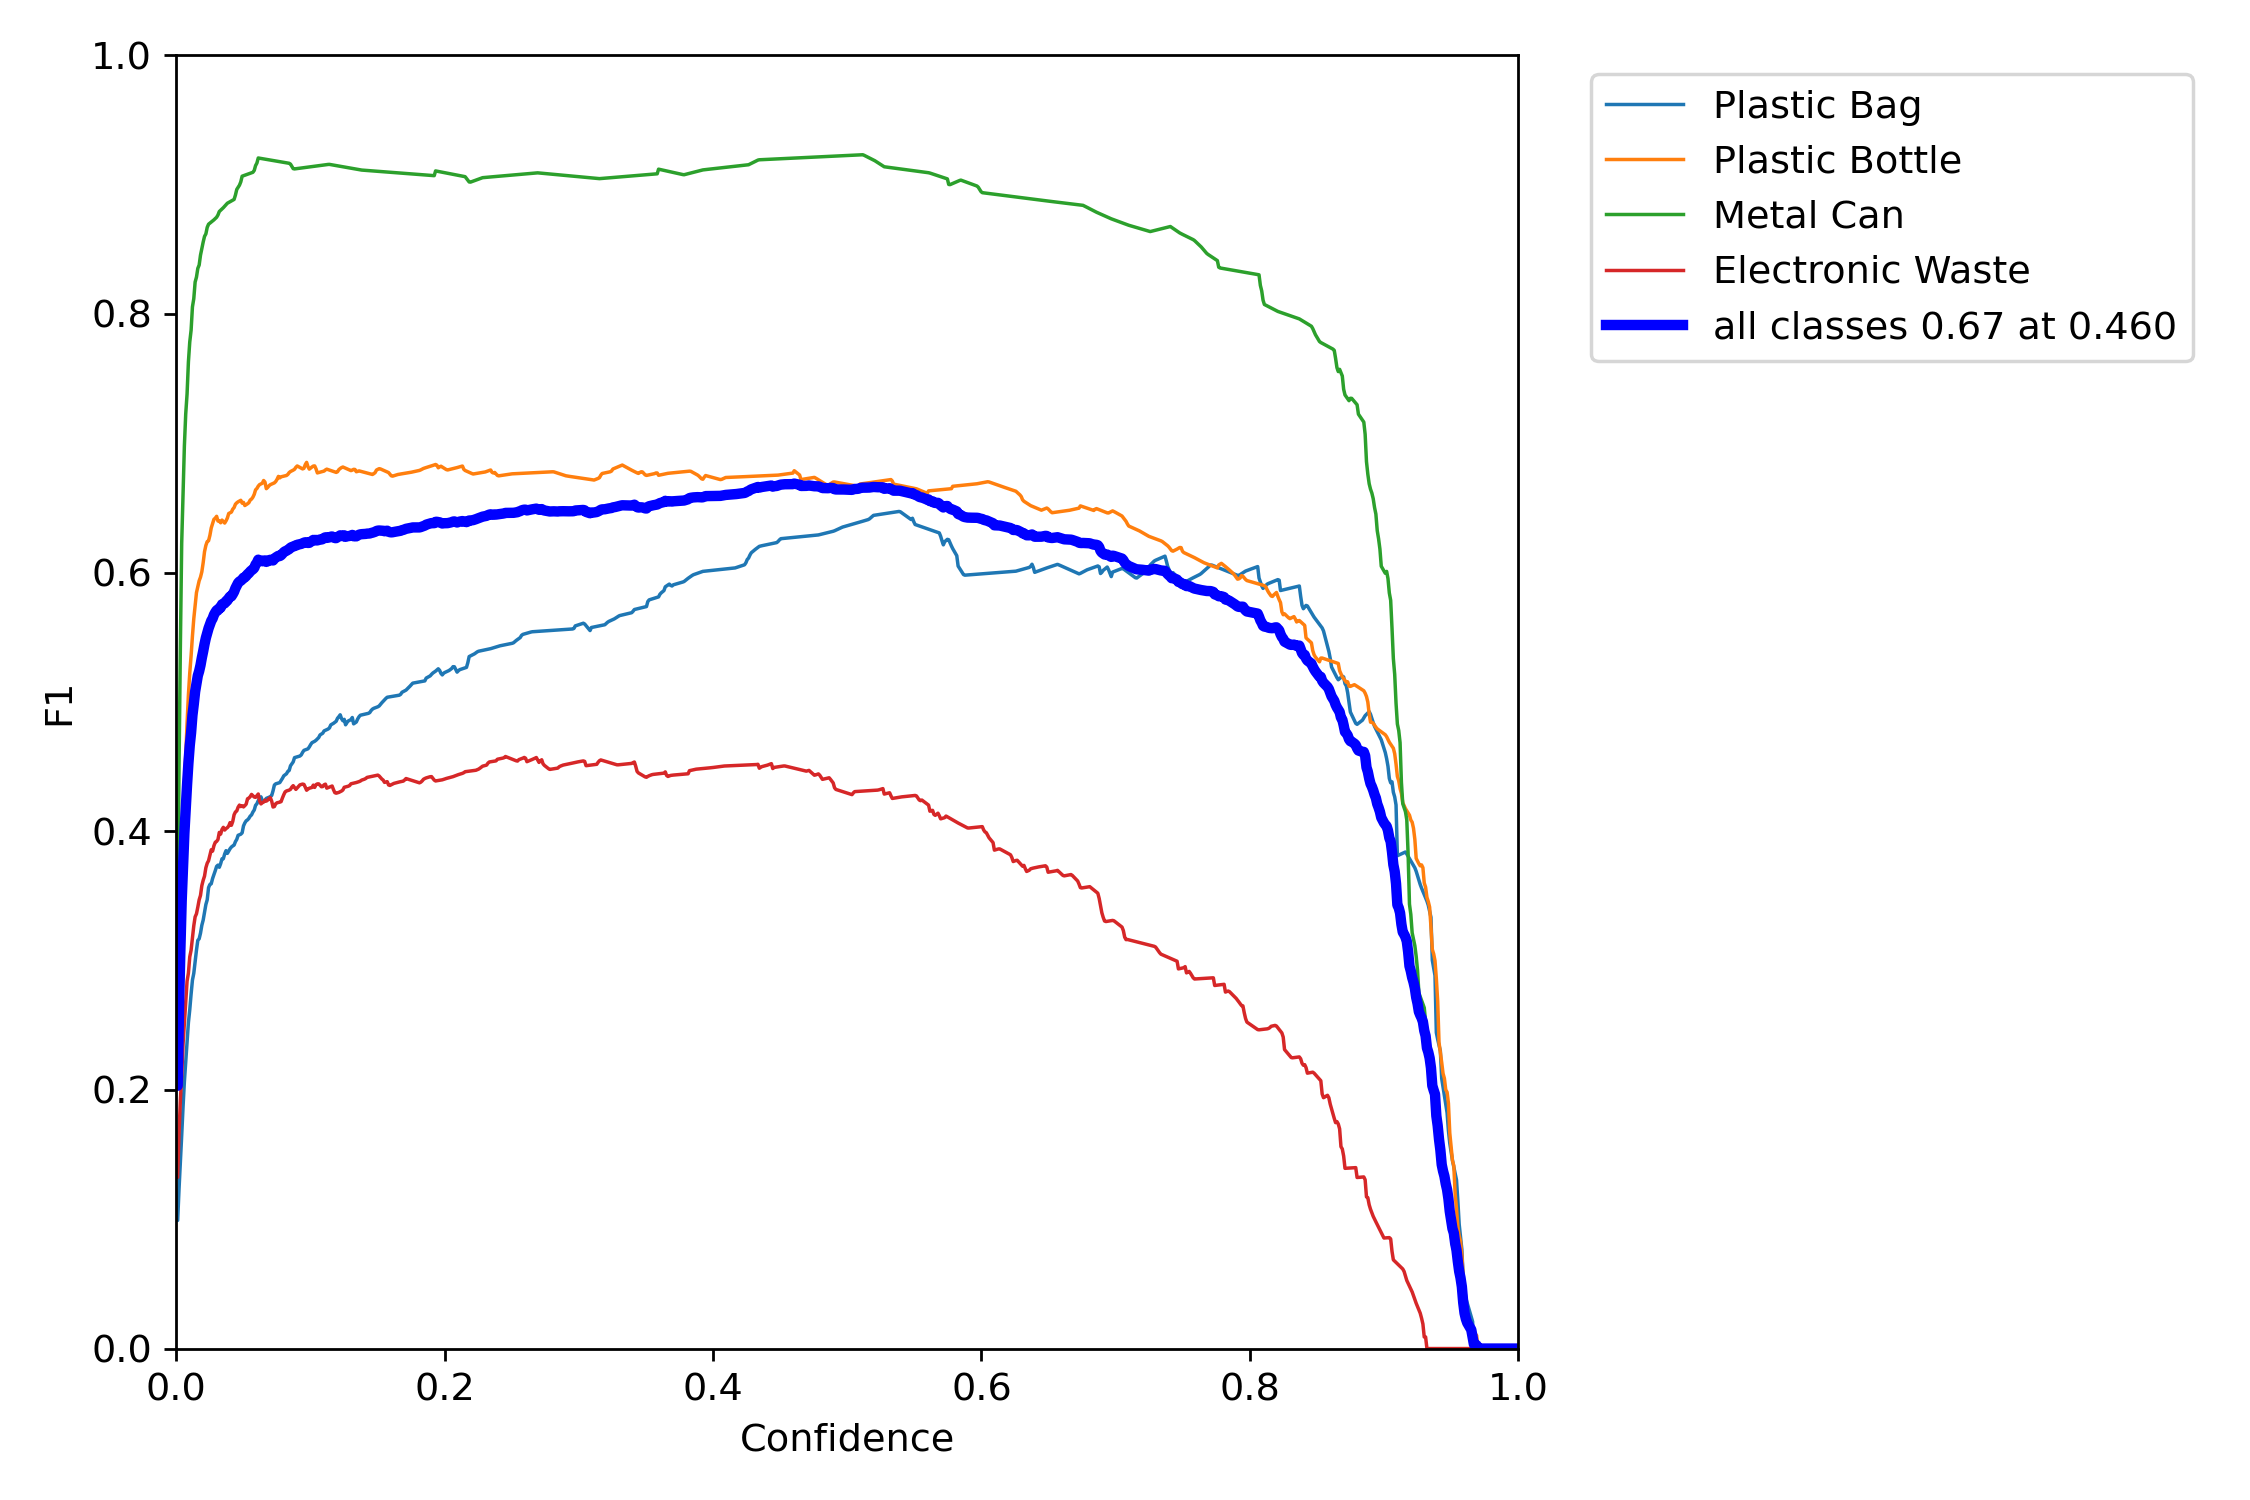 1.0
0.8
0.6
0.4
0.2
0.0
F1
0.0 0.2 0.4 0.6 0.8 1.0
Confidence
Plastic Bag
Plastic Bottle
Metal Can
Electronic Waste
all classes 0.67 at 0.460